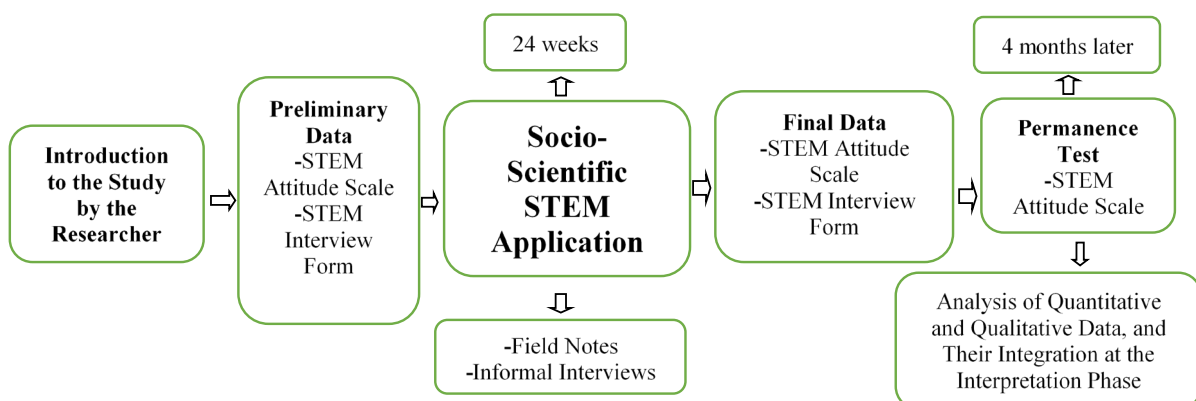 24 weeks
4 months later
Introduction
to the Study
by the
Researcher
Preliminary
Data
-STEM
Attitude Scale
-STEM
Interview
Form
Socio-
Scientific
STEM
Application
Final Data
-STEM Attitude
Scale
-STEM Interview
Form
Permanence
Test
-STEM
Attitude Scale
-Field Notes
-Informal Interviews
Analysis of Quantitative
and Qualitative Data, and
Their Integration at the
Interpretation Phase